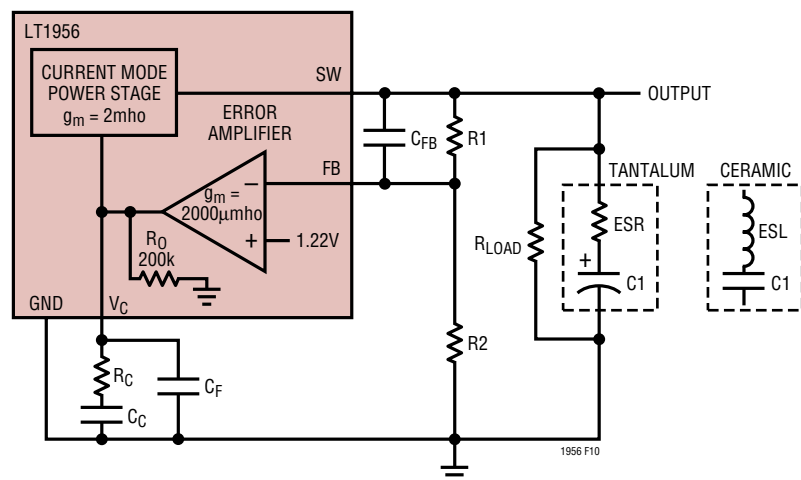 LT1956
CURRENT MODE
POWER STAGE
gm = 2mho
SW
OUTPUT
ERROR
AMPLIFIER
CFB
R1
FB
TANTALUM
CERAMIC
gm =
2000µmho
–
+
1.22V
RO
200k
RLOAD
ESR
+
C1
ESL
C1
GND
VC
R2
RC
CF
CC
1956 F10